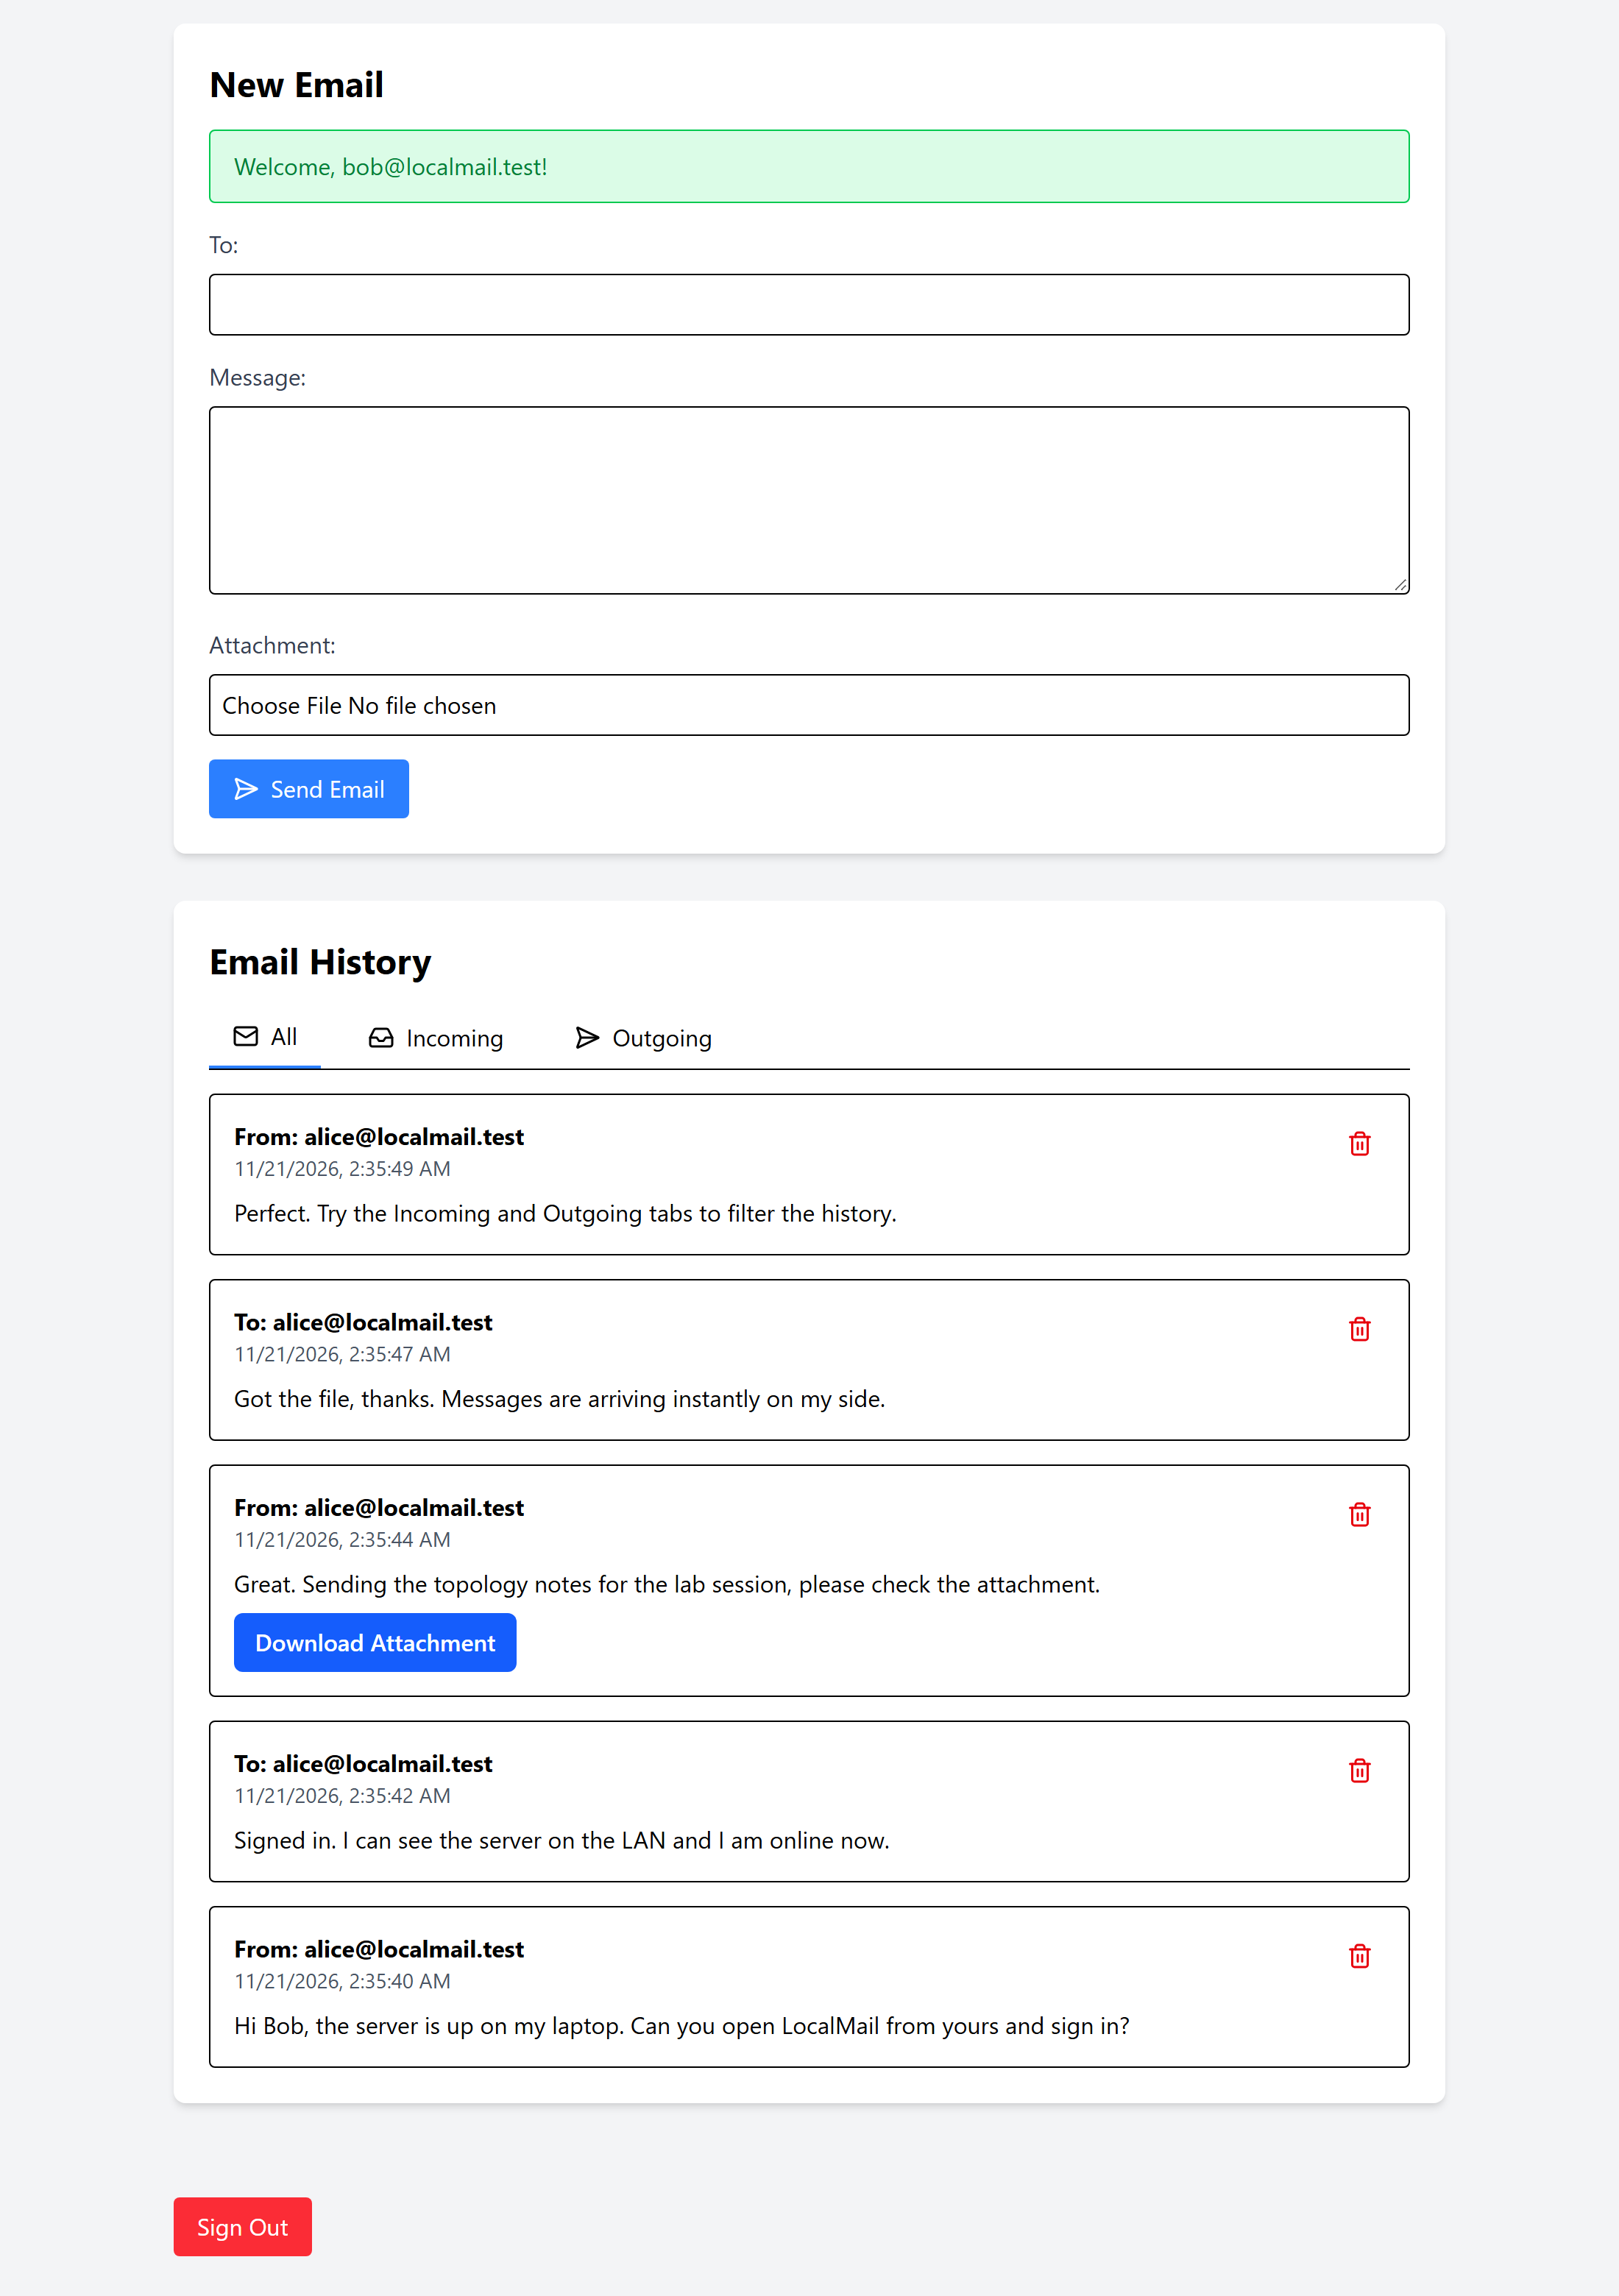 New Email
Welcome, bob@localmail.test!
To:
Message:
Attachment:
Choose File No file chosen
Send Email
Email History
All
Incoming
Outgoing
From: alice@localmail.test
11/21/2026, 2:35:49 AM
Perfect. Try the Incoming and Outgoing tabs to filter the history.
To: alice@localmail.test
11/21/2026, 2:35:47 AM
Got the file, thanks. Messages are arriving instantly on my side.
From: alice@localmail.test
11/21/2026, 2:35:44 AM
Great. Sending the topology notes for the lab session, please check the attachment.
Download Attachment
To: alice@localmail.test
11/21/2026, 2:35:42 AM
Signed in. I can see the server on the LAN and I am online now.
From: alice@localmail.test
11/21/2026, 2:35:40 AM
Hi Bob, the server is up on my laptop. Can you open LocalMail from yours and sign in?
Sign Out